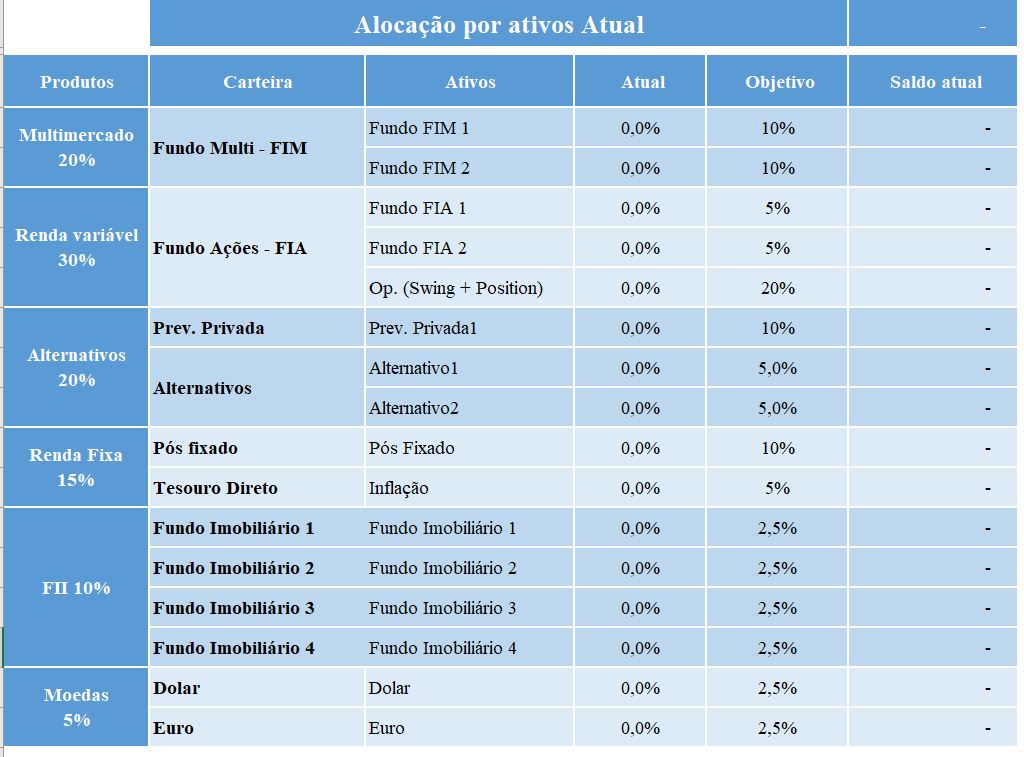 Alocação por ativos Atual -
Produtos Carteira Ativos Atual Objetivo Saldo atual
Multimercado
20%
Fundo Multi - FIM
Fundo FIM 1 0,0% 10% -
Fundo FIM 2 0,0% 10% -
Renda variável
30%
Fundo Ações - FIA
Fundo FIA 1 0,0% 5% -
Fundo FIA 2 0,0% 5% -
Op. (Swing + Position) 0,0% 20% -
Alternativos
20%
Prev. Privada Prev. Privada1 0,0% 10% -
Alternativos
Alternativo1 0,0% 5,0% -
Alternativo2 0,0% 5,0% -
Renda Fixa
15%
Pós fixado Pós Fixado 0,0% 10% -
Tesouro Direto Inflação 0,0% 5% -
FII 10%
Fundo Imobiliário 1 Fundo Imobiliário 1 0,0% 2,5% -
Fundo Imobiliário 2 Fundo Imobiliário 2 0,0% 2,5% -
Fundo Imobiliário 3 Fundo Imobiliário 3 0,0% 2,5% -
Fundo Imobiliário 4 Fundo Imobiliário 4 0,0% 2,5% -
Moedas
5%
Dolar Dolar 0,0% 2,5% -
Euro Euro 0,0% 2,5% -